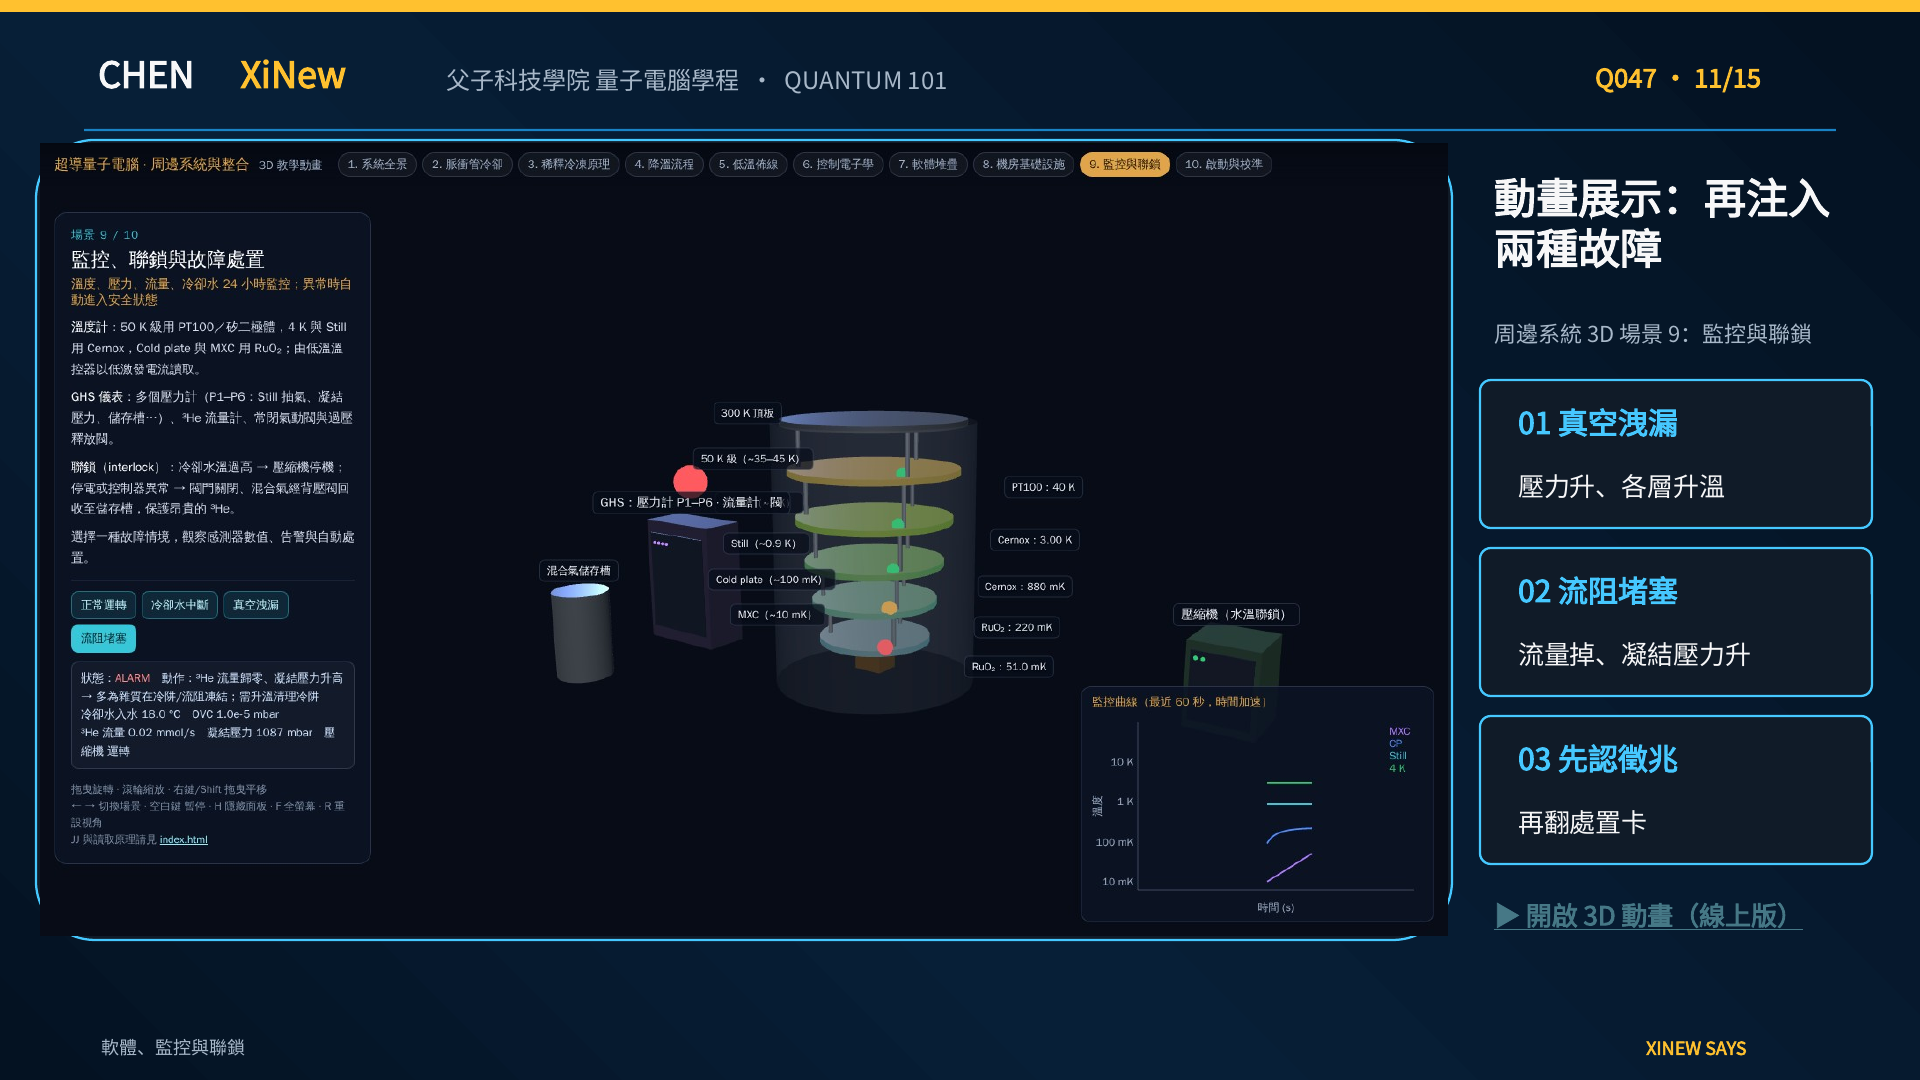 CHEN XiNew 父子科技學院 量子電腦學程 • QUANTUM 101 Q047 • 11/15
超導量子電腦 · 周邊系統與整合 3D 教學動畫 1. 系統全景 2. 脈衝管冷卻 3. 稀釋冷凍原理 4. 降溫流程 5. 低溫佈線 6. 控制電子學 7. 軟體堆疊 8. 機房基礎設施 9. 監控與聯鎖 10. 啟動與校準
場景 9 / 10
監控、聯鎖與故障處置
溫度、壓力、流量、冷卻水 24 小時監控；異常時自
動進入安全狀態
溫度計：50 K 級用 PT100／矽二極體，4 K 與 Still
用 Cernox，Cold plate 與 MXC 用 RuO₂；由低溫溫
控器以低激發電流讀取。
GHS 儀表：多個壓力計（P1–P6：Still 抽氣、凝結
壓力、儲存槽…）、³He 流量計、常閉氣動閥與過壓
釋放閥。
聯鎖（interlock）：冷卻水溫過高 → 壓縮機停機；
停電或控制器異常 → 閥門關閉、混合氣經背壓閥回
收至儲存槽，保護昂貴的 ³He。
選擇一種故障情境，觀察感測器數值、告警與自動處
置。
正常運轉 冷卻水中斷 真空洩漏
流阻堵塞
狀態：ALARM 動作：³He 流量歸零、凝結壓力升高
→ 多為雜質在冷阱/流阻凍結；需升溫清理冷阱
冷卻水入水 18.0 °C OVC 1.0e-5 mbar
³He 流量 0.02 mmol/s 凝結壓力 1087 mbar 壓
縮機 運轉
拖曳旋轉 · 滾輪縮放 · 右鍵/Shift 拖曳平移
← → 切換場景 · 空白鍵 暫停 · H 隱藏面板 · F 全螢幕 · R 重
設視角
JJ 與讀取原理請見 index.html
300 K 頂板
50 K 級（~35–45 K）
GHS：壓力計 P1–P6 · 流量計 · 閥
Still（~0.9 K）
Cold plate（~100 mK）
MXC（~10 mK）
混合氣儲存槽
PT100：40 K
Cernox：3.00 K
Cernox：880 mK
RuO₂：220 mK
RuO₂：51.0 mK
壓縮機（水溫聯鎖）
監控曲線（最近 60 秒，時間加速）
MXC
CP
Still
4 K
10 K
1 K
100 mK
10 mK
溫度
時間 (s)
動畫展示：再注入
兩種故障
周邊系統 3D 場景 9：監控與聯鎖
01 真空洩漏
壓力升、各層升溫
02 流阻堵塞
流量掉、凝結壓力升
03 先認徵兆
再翻處置卡
▶ 開啟 3D 動畫（線上版）
軟體、監控與聯鎖
XINEW SAYS